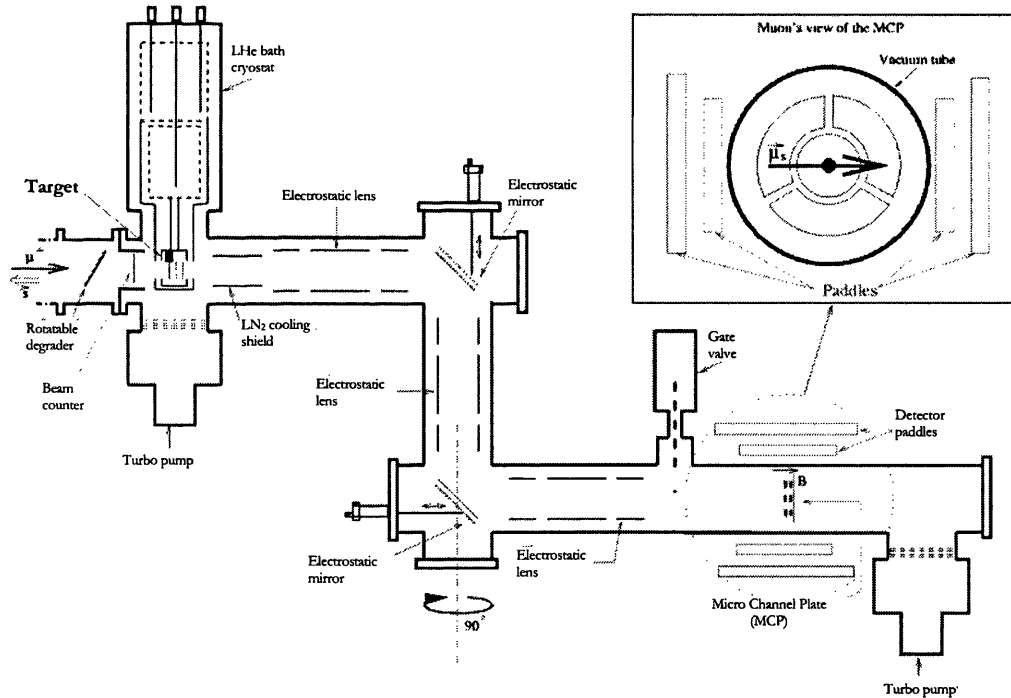 LHe bath
cryostat
Target
μ
s
Rotatable
degrader
Beam
counter
Turbo pump
LN₂ cooling
shield
Electrostatic lens
Electrostatic
mirror
Electrostatic
lens
Electrostatic
mirror
90°
Electrostatic
lens
Gate
valve
Detector
paddles
B
Micro Channel Plate
(MCP)
Turbo pump
Muon's view of the MCP
Vacuum tube
μs
Paddles